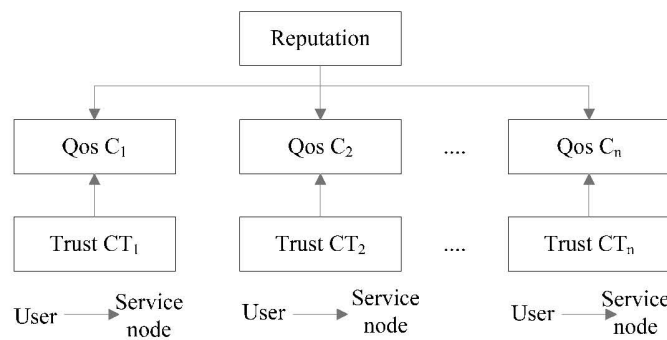 Reputation
Qos C₁ Qos C₂ .... Qos Cₙ
Trust CT₁ Trust CT₂ .... Trust CTₙ
User Service node User Service node User Service node